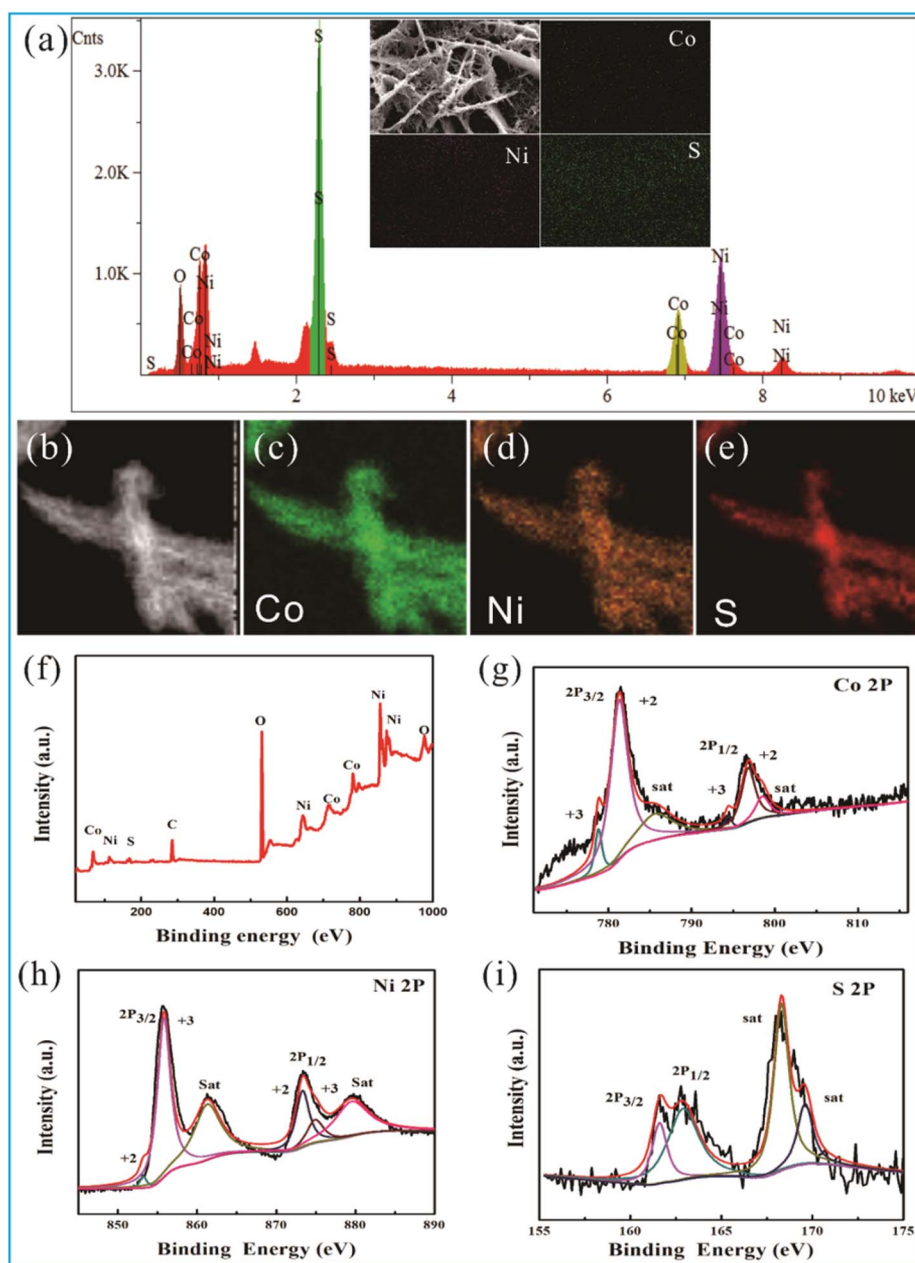 (a)
Cnts
3.0K
2.0K
1.0K
S
S
O
Co
Ni
Co
Ni
Co
Ni
S
S
S
Co
Co
Ni
Ni
Co
Co
Ni
Ni
2 4 6 8 10 keV
Co
Ni
S
(b) (c) (d) (e)
Co Ni S
(f)
Intensity (a.u.)
Co
Ni
S
C
O
Ni
Co
Co
Ni
Ni
O
200 400 600 800 1000
Binding energy (eV)
(g)
Co 2P
Intensity (a.u.)
2P3/2
+2
+3
sat
2P1/2
+2
+3
sat
780 790 800 810
Binding Energy (eV)
(h)
Ni 2P
Intensity (a.u.)
2P3/2
+3
+2
Sat
2P1/2
+2
+3
Sat
850 860 870 880 890
Binding Energy (eV)
(i)
S 2P
Intensity (a.u.)
2P3/2
2P1/2
sat
sat
155 160 165 170 175
Binding Energy (eV)